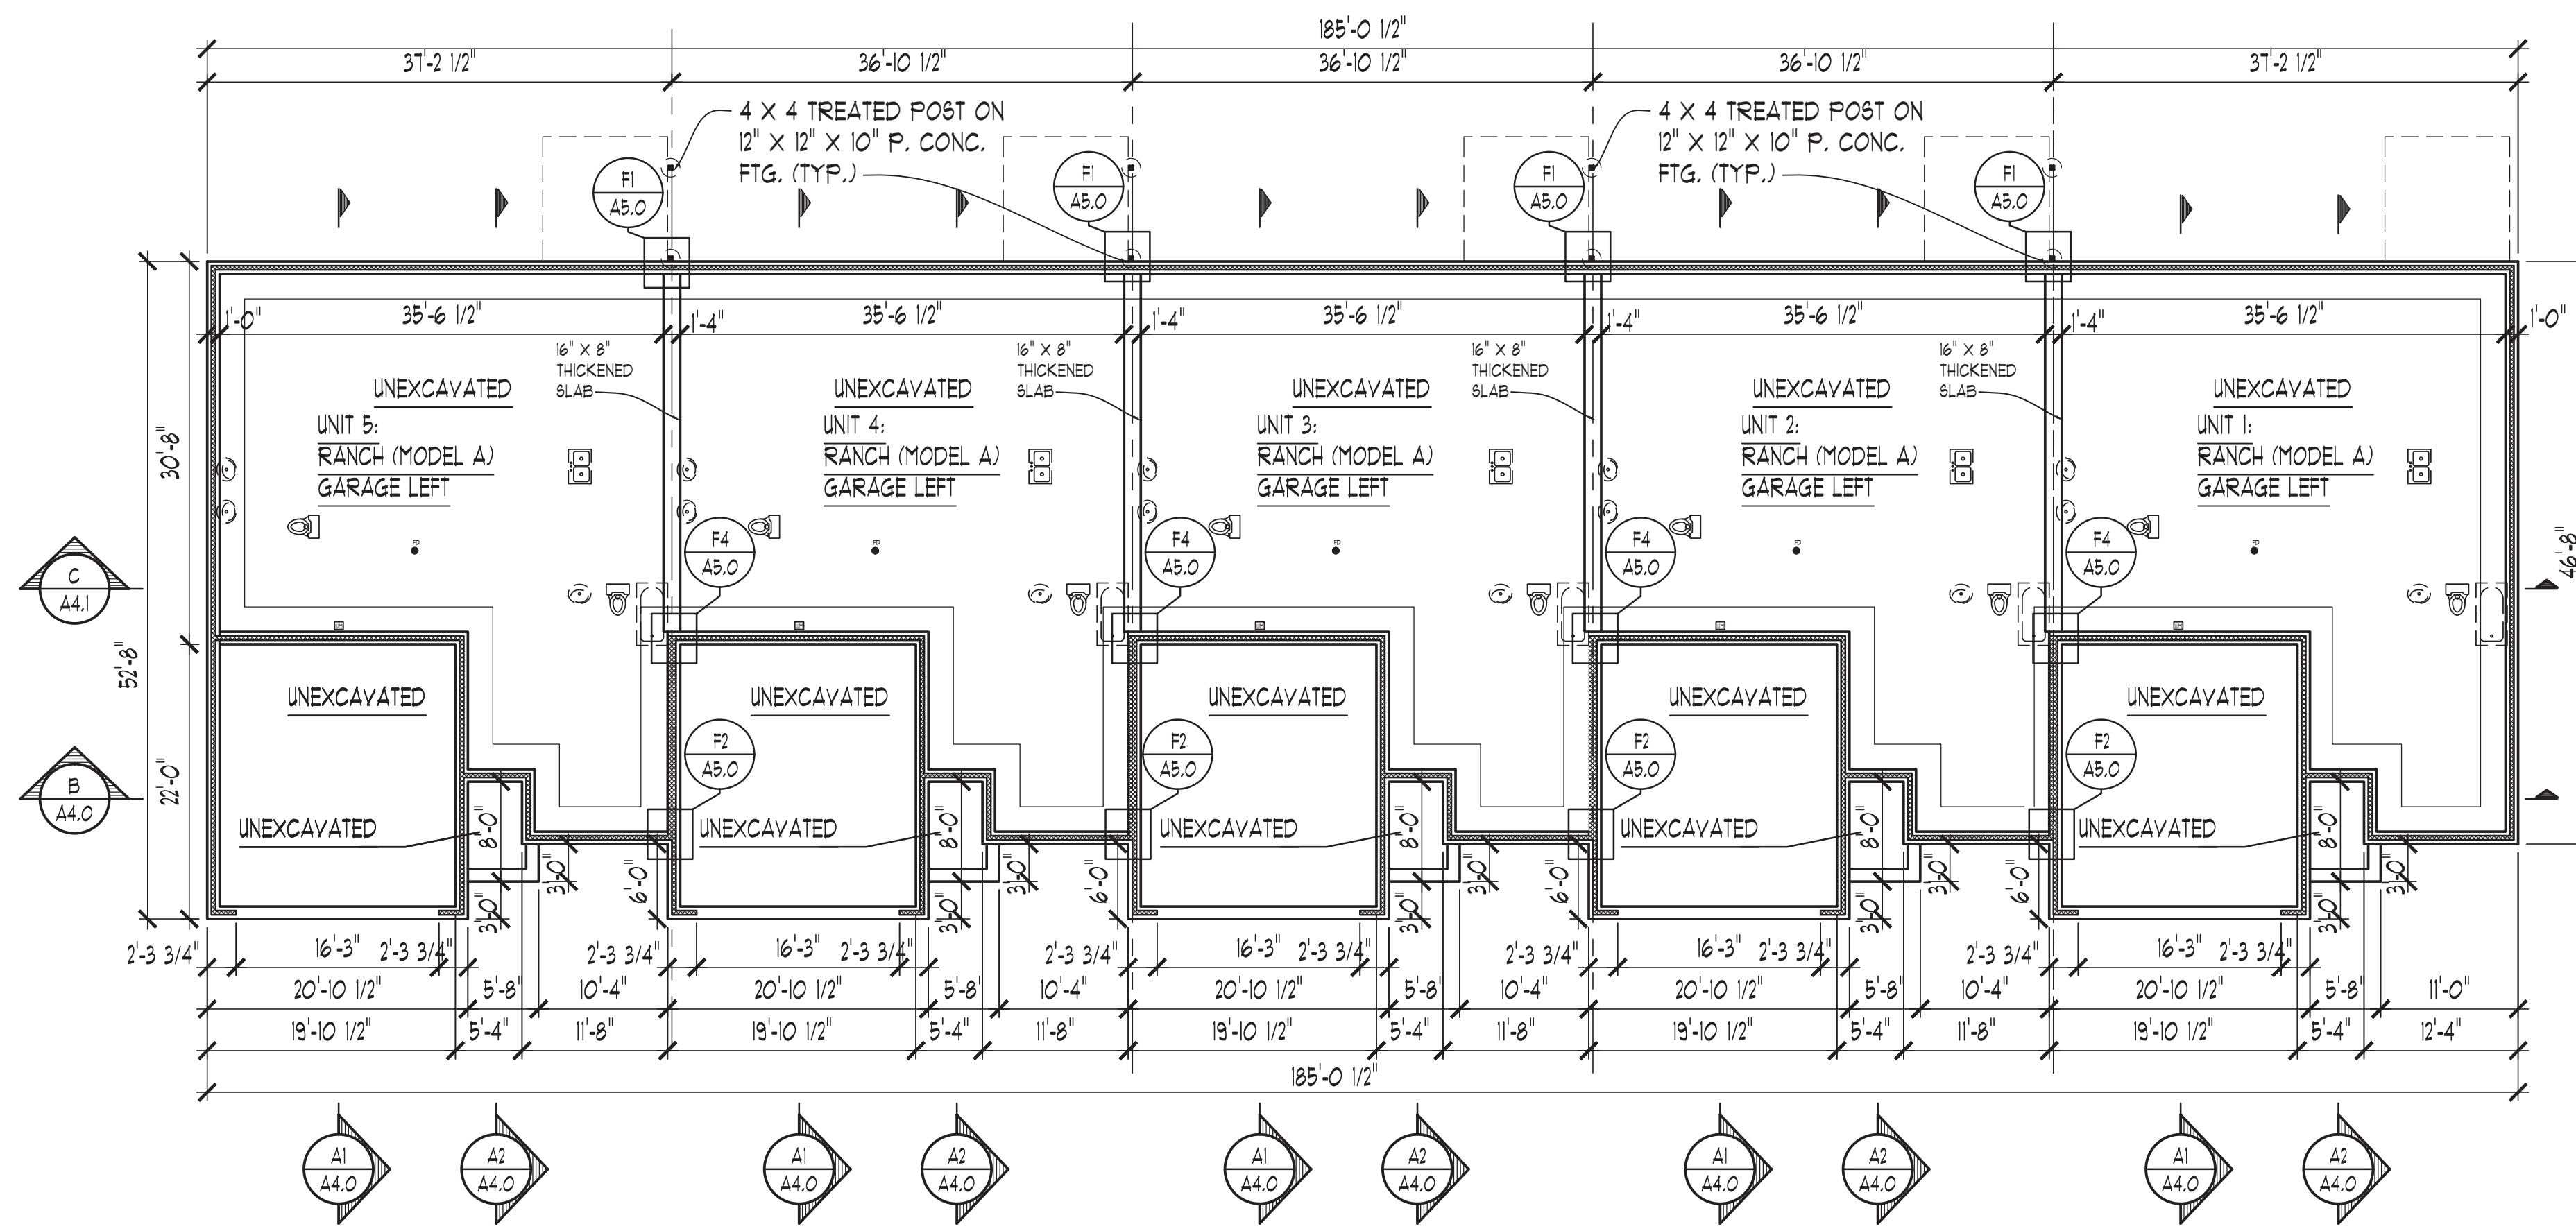 185'-0 1/2"
37'-2 1/2" 36'-10 1/2" 36'-10 1/2" 36'-10 1/2" 37'-2 1/2"
4 X 4 TREATED POST ON
12" X 12" X 10" P. CONC.
FTG. (TYP.)
4 X 4 TREATED POST ON
12" X 12" X 10" P. CONC.
FTG. (TYP.)
F1 F1 F1 F1
A5.0 A5.0 A5.0 A5.0
1'-0" 35'-6 1/2" 1'-4" 35'-6 1/2" 1'-4" 35'-6 1/2" 1'-4" 35'-6 1/2" 1'-4" 35'-6 1/2" 1'-0"
16" X 8"
THICKENED
SLAB
16" X 8"
THICKENED
SLAB
16" X 8"
THICKENED
SLAB
16" X 8"
THICKENED
SLAB
UNEXCAVATED
UNIT 5:
RANCH (MODEL A)
GARAGE LEFT
UNEXCAVATED
UNIT 4:
RANCH (MODEL A)
GARAGE LEFT
UNEXCAVATED
UNIT 3:
RANCH (MODEL A)
GARAGE LEFT
UNEXCAVATED
UNIT 2:
RANCH (MODEL A)
GARAGE LEFT
UNEXCAVATED
UNIT 1:
RANCH (MODEL A)
GARAGE LEFT
30'-8"
52'-8"
22'-0"
46'-8"
FD FD FD FD FD
F4 F4 F4 F4
A5.0 A5.0 A5.0 A5.0
C
A4.1
B
A4.0
UNEXCAVATED UNEXCAVATED UNEXCAVATED UNEXCAVATED UNEXCAVATED
F2 F2 F2 F2
A5.0 A5.0 A5.0 A5.0
UNEXCAVATED UNEXCAVATED UNEXCAVATED UNEXCAVATED UNEXCAVATED
8'-0" 8'-0" 8'-0" 8'-0" 8'-0"
3'-0" 3'-0" 3'-0" 3'-0" 3'-0"
6'-0" 6'-0" 6'-0" 6'-0"
3'-0" 3'-0" 3'-0" 3'-0" 3'-0"
2'-3 3/4" 16'-3" 2'-3 3/4" 2'-3 3/4" 16'-3" 2'-3 3/4" 2'-3 3/4" 16'-3" 2'-3 3/4" 2'-3 3/4" 16'-3" 2'-3 3/4" 2'-3 3/4" 16'-3" 2'-3 3/4"
20'-10 1/2" 5'-8" 10'-4" 20'-10 1/2" 5'-8" 10'-4" 20'-10 1/2" 5'-8" 10'-4" 20'-10 1/2" 5'-8" 10'-4" 20'-10 1/2" 5'-8" 11'-0"
19'-10 1/2" 5'-4" 11'-8" 19'-10 1/2" 5'-4" 11'-8" 19'-10 1/2" 5'-4" 11'-8" 19'-10 1/2" 5'-4" 11'-8" 19'-10 1/2" 5'-4" 12'-4"
185'-0 1/2"
A1 A2 A1 A2 A1 A2 A1 A2 A1 A2
A4.0 A4.0 A4.0 A4.0 A4.0 A4.0 A4.0 A4.0 A4.0 A4.0